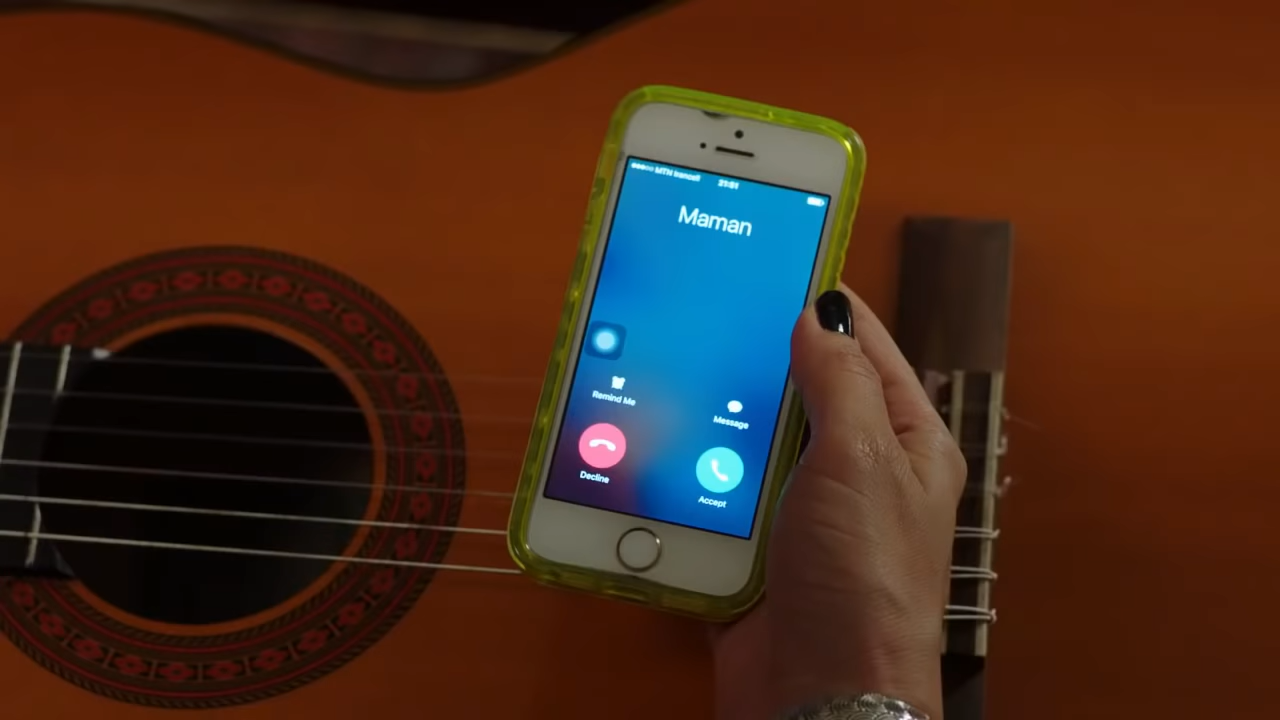 MTN Irancell 21:51
Maman
Remind Me
Message
Decline
Accept